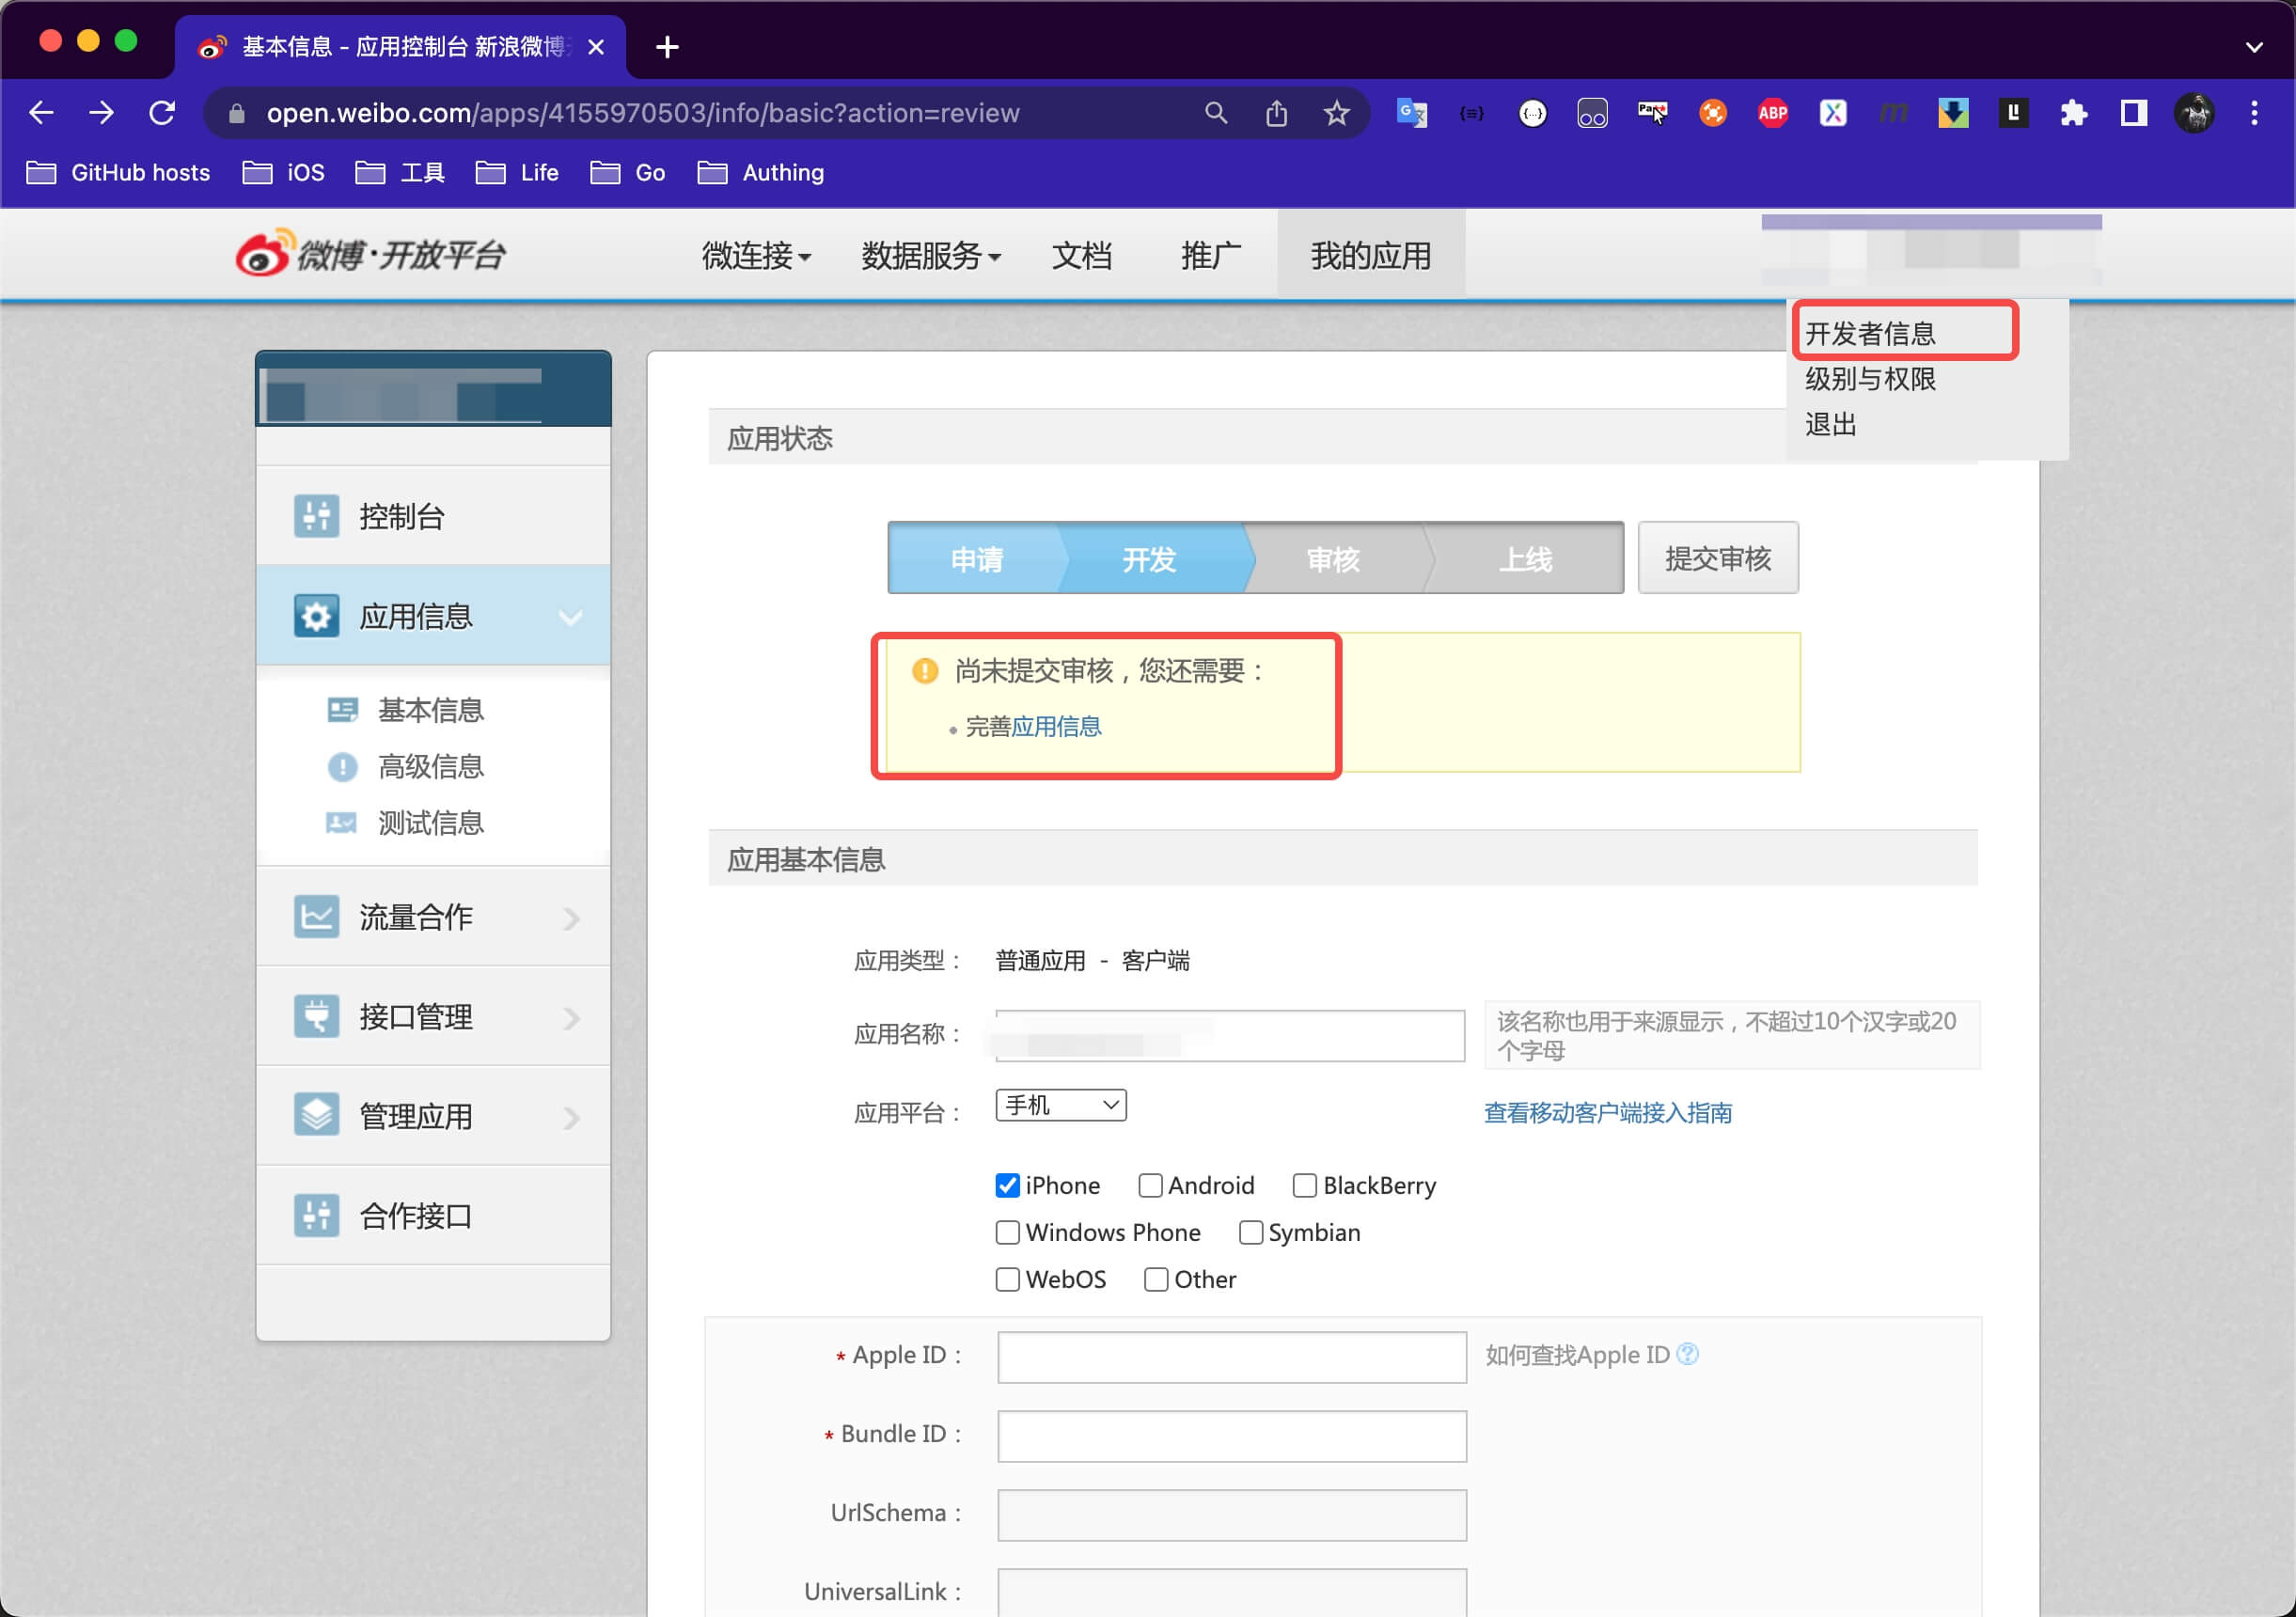 基本信息 - 应用控制台 新浪微博
open.weibo.com/apps/4155970503/info/basic?action=review
GitHub hosts iOS 工具 Life Go Authing
微博·开放平台 微连接 数据服务 文档 推广 我的应用
开发者信息
级别与权限
退出
控制台
应用信息
基本信息
高级信息
测试信息
流量合作
接口管理
管理应用
合作接口
应用状态
申请 开发 审核 上线 提交审核
尚未提交审核，您还需要：
• 完善应用信息
应用基本信息
应用类型： 普通应用 - 客户端
应用名称： 该名称也用于来源显示，不超过10个汉字或20
个字母
应用平台： 手机 查看移动客户端接入指南
iPhone Android BlackBerry
Windows Phone Symbian
WebOS Other
* Apple ID： 如何查找Apple ID
* Bundle ID：
UrlSchema：
UniversalLink：